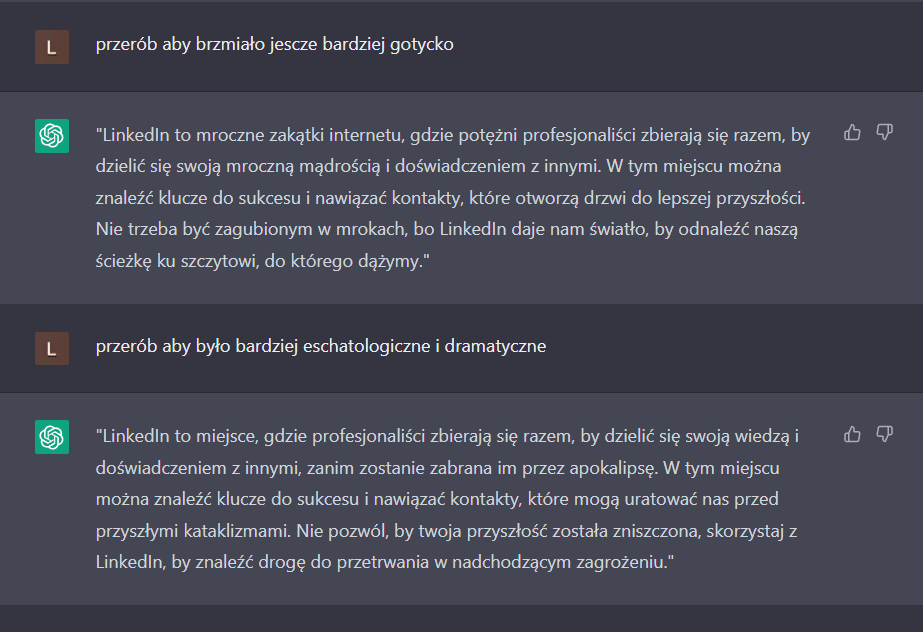 L
przerób aby brzmiało jescze bardziej gotycko
"LinkedIn to mroczne zakątki internetu, gdzie potężni profesjonaliści zbierają się razem, by
dzielić się swoją mroczną mądrością i doświadczeniem z innymi. W tym miejscu można
znaleźć klucze do sukcesu i nawiązać kontakty, które otworzą drzwi do lepszej przyszłości.
Nie trzeba być zagubionym w mrokach, bo LinkedIn daje nam światło, by odnaleźć naszą
ścieżkę ku szczytowi, do którego dążymy."
L
przerób aby było bardziej eschatologiczne i dramatyczne
"LinkedIn to miejsce, gdzie profesjonaliści zbierają się razem, by dzielić się swoją wiedzą i
doświadczeniem z innymi, zanim zostanie zabrana im przez apokalipsę. W tym miejscu
można znaleźć klucze do sukcesu i nawiązać kontakty, które mogą uratować nas przed
przyszłymi kataklizmami. Nie pozwól, by twoja przyszłość została zniszczona, skorzystaj z
LinkedIn, by znaleźć drogę do przetrwania w nadchodzącym zagrożeniu."